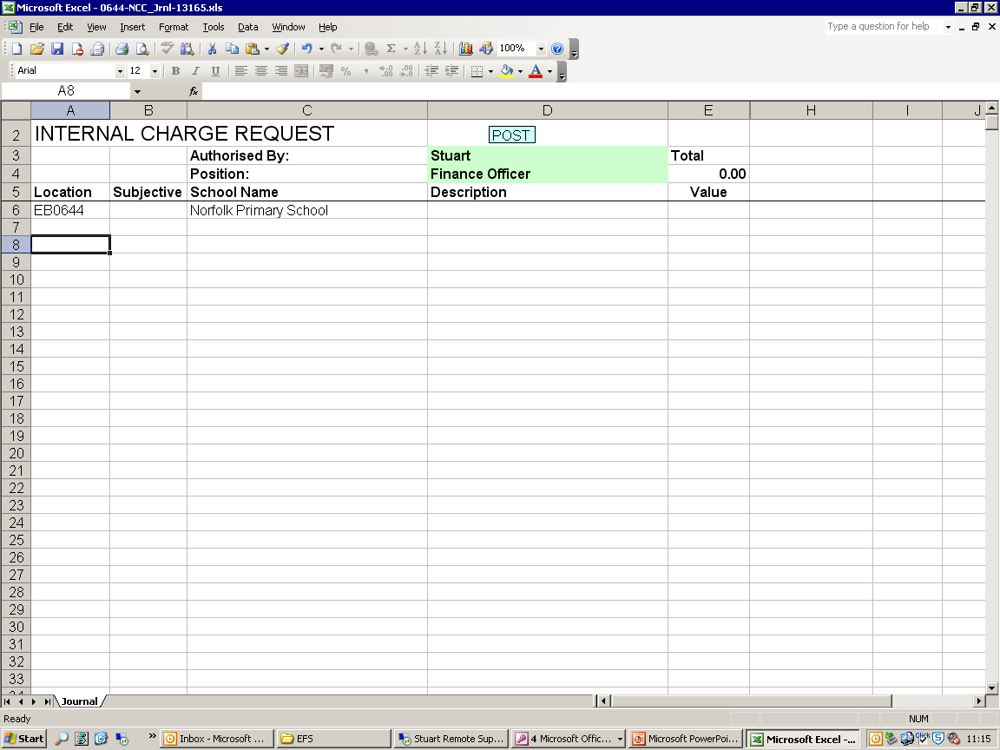 Microsoft Excel - 0644-NCC_Jrnl-13165.xls
File Edit View Insert Format Tools Data Window Help Type a question for help
100%
Arial 12 B I U
A8 fx
A B C D E H I J
2 INTERNAL CHARGE REQUEST POST
3 Authorised By: Stuart Total
4 Position: Finance Officer 0.00
5 Location Subjective School Name Description Value
6 EB0644 Norfolk Primary School
7
8
9
10
11
12
13
14
15
16
17
18
19
20
21
22
23
24
25
26
27
28
29
30
31
32
33
Journal
Ready NUM
Start » Inbox - Microsoft ... EFS Stuart Remote Sup... 4 Microsoft Offic... Microsoft PowerPoi... Microsoft Excel -... Click 11:15